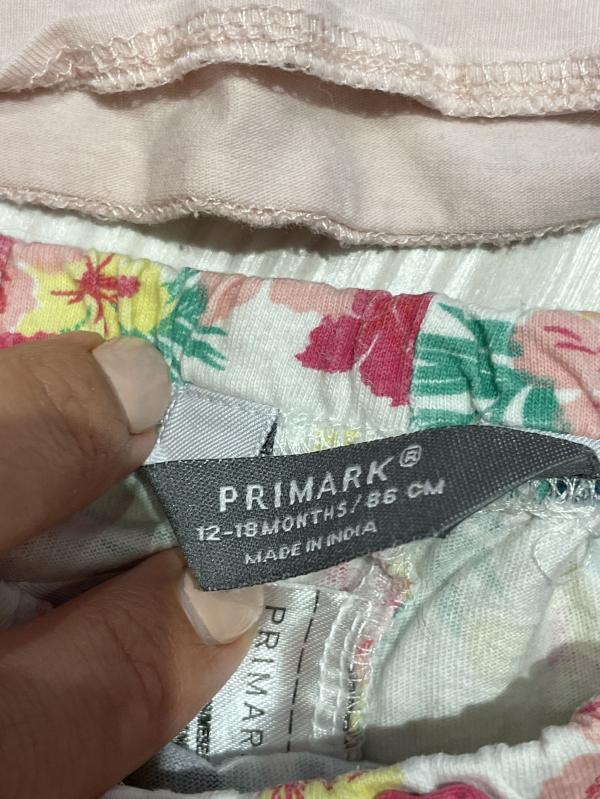 PRIMARK®
12-18 MONTHS / 86 CM
MADE IN INDIA
PRIMAR